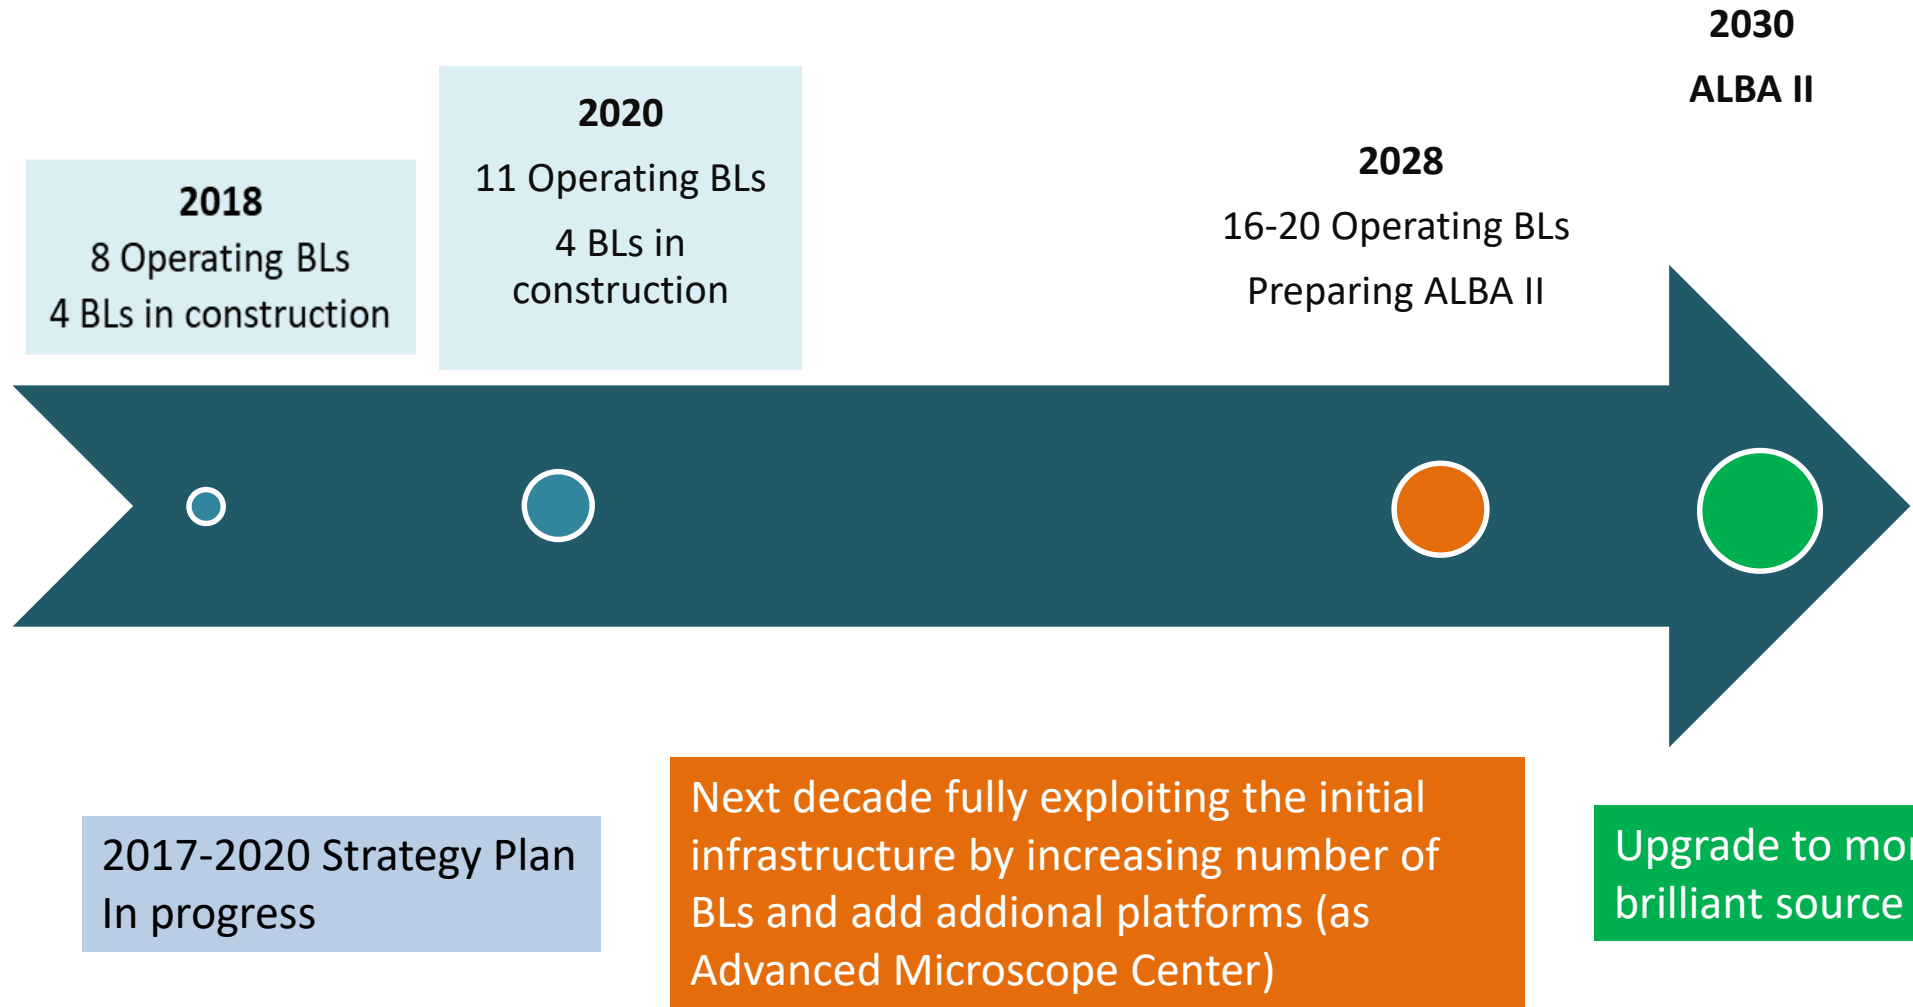 2030
ALBA II
2020
11 Operating BLs
4 BLs in
construction
2028
16-20 Operating BLs
Preparing ALBA II
2018
8 Operating BLs
4 BLs in construction
2017-2020 Strategy Plan
In progress
Next decade fully exploiting the initial
infrastructure by increasing number of
BLs and add addional platforms (as
Advanced Microscope Center)
Upgrade to mor
brilliant source